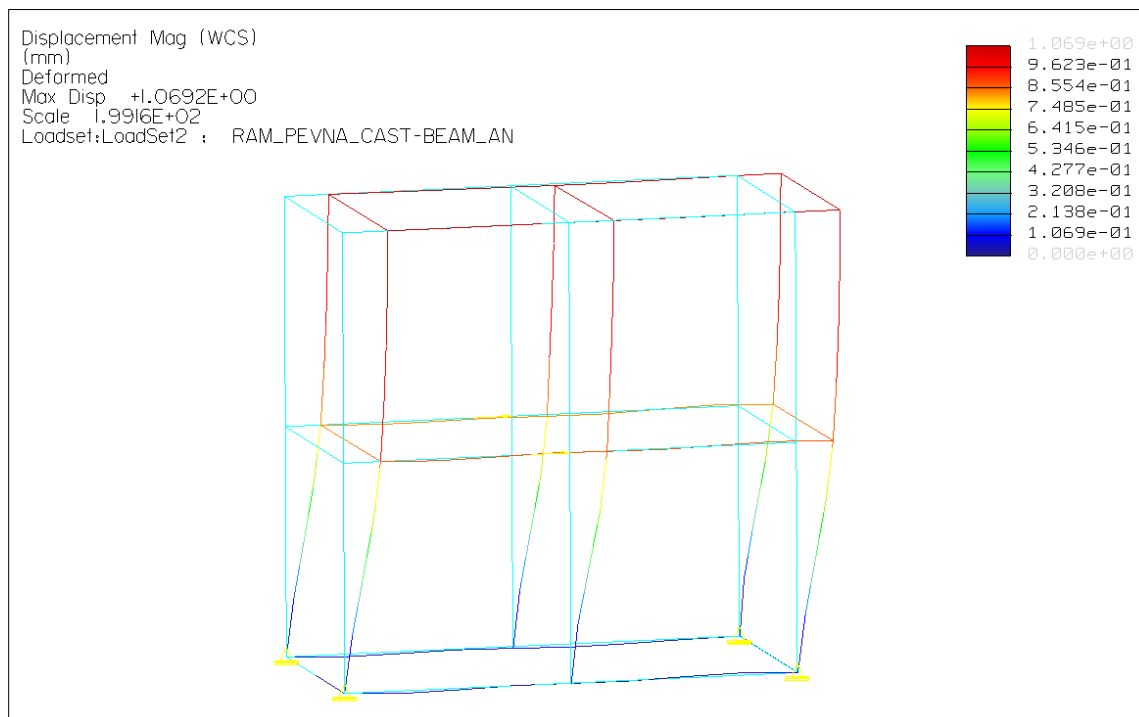 Displacement Mag (WCS)
(mm)
Deformed
Max Disp +1.0692E+00
Scale 1.9916E+02
Loadset:LoadSet2 : RAM_PEVNA_CAST-BEAM_AN
1.069e+00
9.623e-01
8.554e-01
7.485e-01
6.415e-01
5.346e-01
4.277e-01
3.208e-01
2.138e-01
1.069e-01
0.000e+00